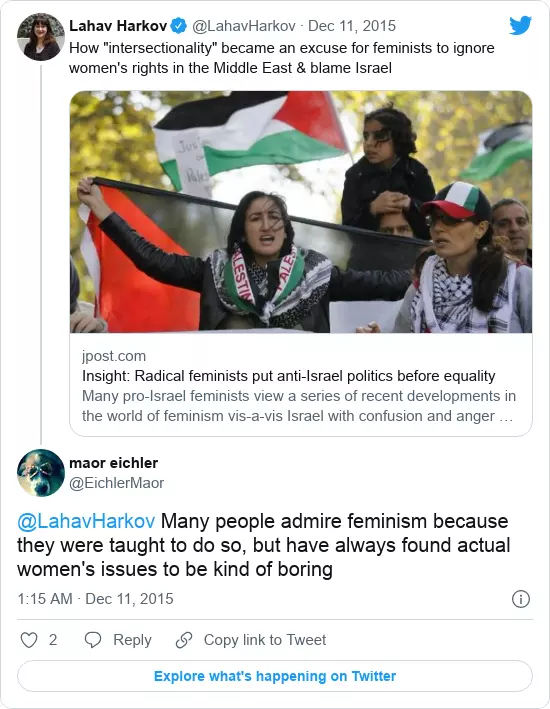 Lahav Harkov @LahavHarkov · Dec 11, 2015
How "intersectionality" became an excuse for feminists to ignore
women's rights in the Middle East & blame Israel
PALESTIN
PALES
jpost.com
Insight: Radical feminists put anti-Israel politics before equality
Many pro-Israel feminists view a series of recent developments in
the world of feminism vis-a-vis Israel with confusion and anger ...
maor eichler
@EichlerMaor
@LahavHarkov Many people admire feminism because
they were taught to do so, but have always found actual
women's issues to be kind of boring
1:15 AM · Dec 11, 2015
2 Reply Copy link to Tweet
Explore what's happening on Twitter